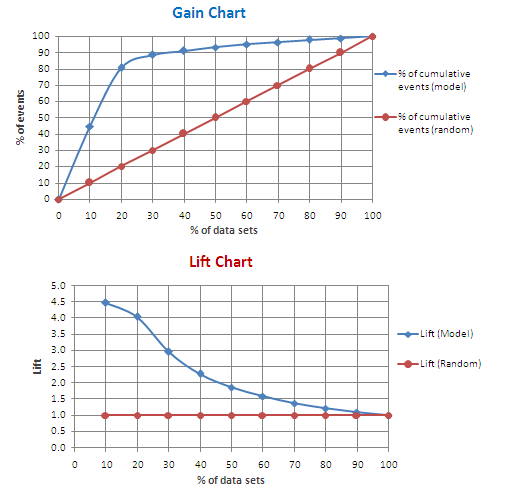 Gain Chart
100
90
80
70
60
50
40
30
20
10
0
% of events
0 10 20 30 40 50 60 70 80 90 100
% of data sets
% of cumulative
events (model)
% of cumulative
events (random)
Lift Chart
5.0
4.5
4.0
3.5
3.0
2.5
2.0
1.5
1.0
0.5
0.0
Lift
0 10 20 30 40 50 60 70 80 90 100
% of data sets
Lift (Model)
Lift (Random)